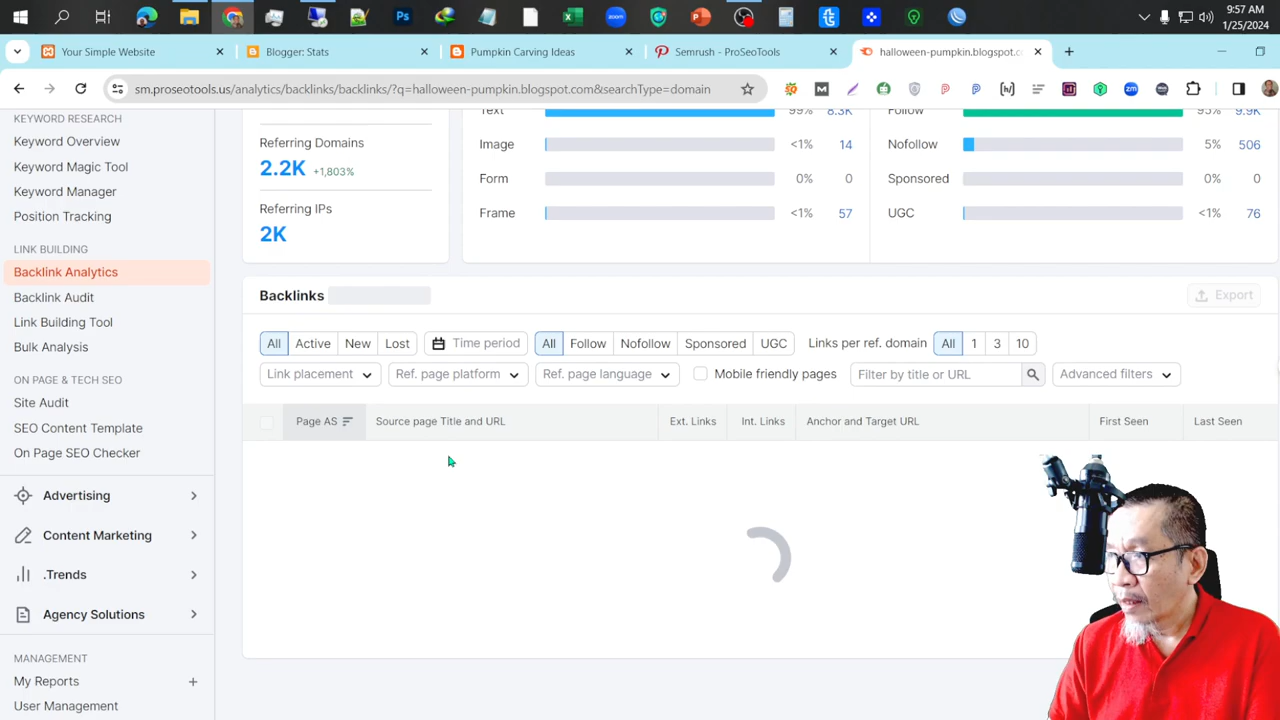 9:57 AM
1/25/2024
Your Simple Website
Blogger: Stats
Pumpkin Carving Ideas
Semrush - ProSeoTools
halloween-pumpkin.blogspot.co
sm.proseotools.us/analytics/backlinks/backlinks/?q=halloween-pumpkin.blogspot.com&searchType=domain
KEYWORD RESEARCH
Keyword Overview
Keyword Magic Tool
Keyword Manager
Position Tracking
LINK BUILDING
Backlink Analytics
Backlink Audit
Link Building Tool
Bulk Analysis
ON PAGE & TECH SEO
Site Audit
SEO Content Template
On Page SEO Checker
Advertising
Content Marketing
.Trends
Agency Solutions
MANAGEMENT
My Reports +
User Management
Referring Domains
2.2K +1,803%
Referring IPs
2K
Text 99% 8.3K
Image <1% 14
Form 0% 0
Frame <1% 57
Follow 95% 9.9K
Nofollow 5% 506
Sponsored 0% 0
UGC <1% 76
Backlinks
Export
All Active New Lost Time period All Follow Nofollow Sponsored UGC Links per ref. domain All 1 3 10
Link placement Ref. page platform Ref. page language Mobile friendly pages Filter by title or URL Advanced filters
Page AS Source page Title and URL Ext. Links Int. Links Anchor and Target URL First Seen Last Seen